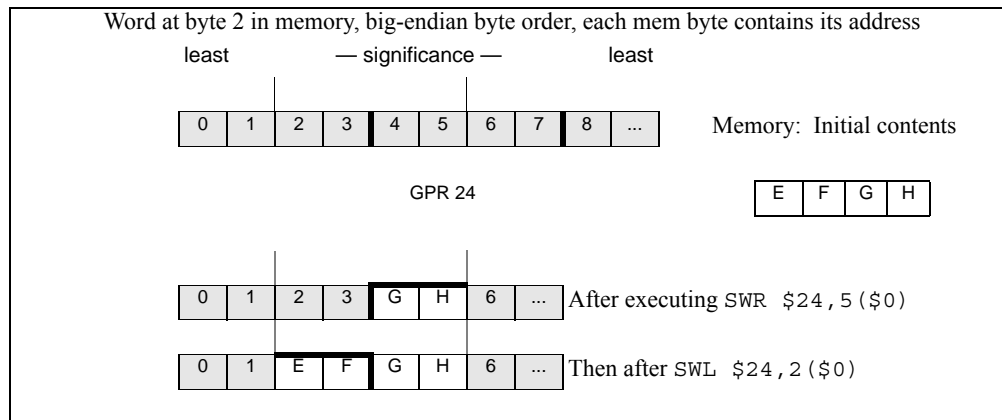 Word at byte 2 in memory, big-endian byte order, each mem byte contains its address
least — significance — least
0 1 2 3 4 5 6 7 8 ... Memory: Initial contents
GPR 24 E F G H
0 1 2 3 G H 6 ... After executing SWR $24,5($0)
0 1 E F G H 6 ... Then after SWL $24,2($0)